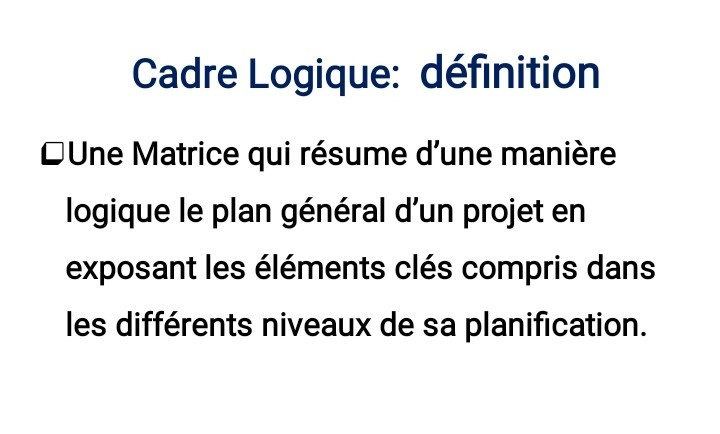 Cadre Logique: définition
❑Une Matrice qui résume d’une manière
logique le plan général d’un projet en
exposant les éléments clés compris dans
les différents niveaux de sa planification.